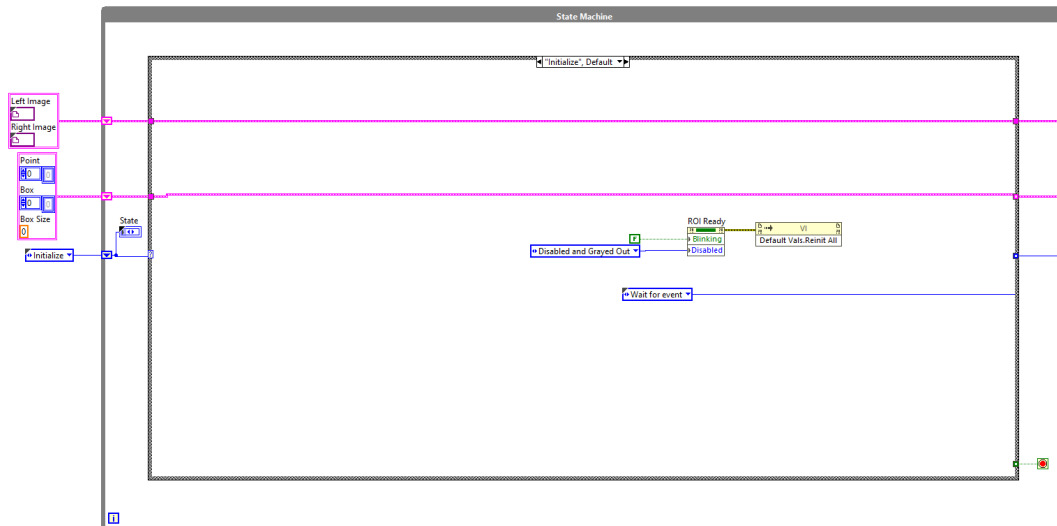 State Machine
"Initialize", Default
Left Image
Right Image
Point
0
0
Box
0
0
Box Size
0
State
Initialize
ROI Ready
Blinking
Disabled
F
Disabled and Grayed Out
VI
Default Vals.Reinit All
Wait for event
i